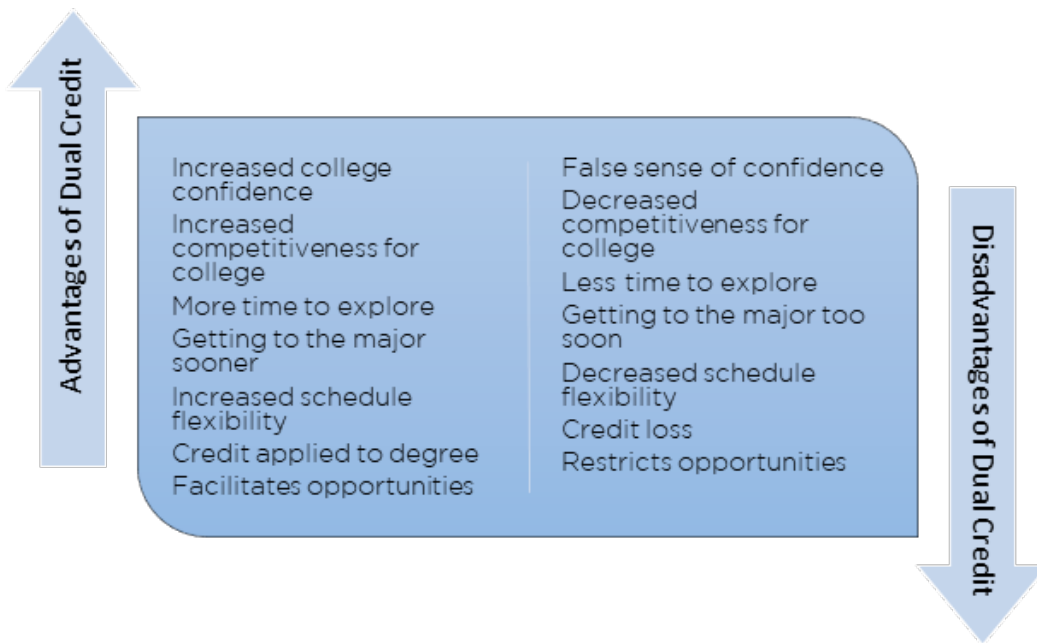 Advantages of Dual Credit
Increased college
confidence
Increased
competitiveness for
college
More time to explore
Getting to the major
sooner
Increased schedule
flexibility
Credit applied to degree
Facilitates opportunities
False sense of confidence
Decreased
competitiveness for
college
Less time to explore
Getting to the major too
soon
Decreased schedule
flexibility
Credit loss
Restricts opportunities
Disadvantages of Dual Credit